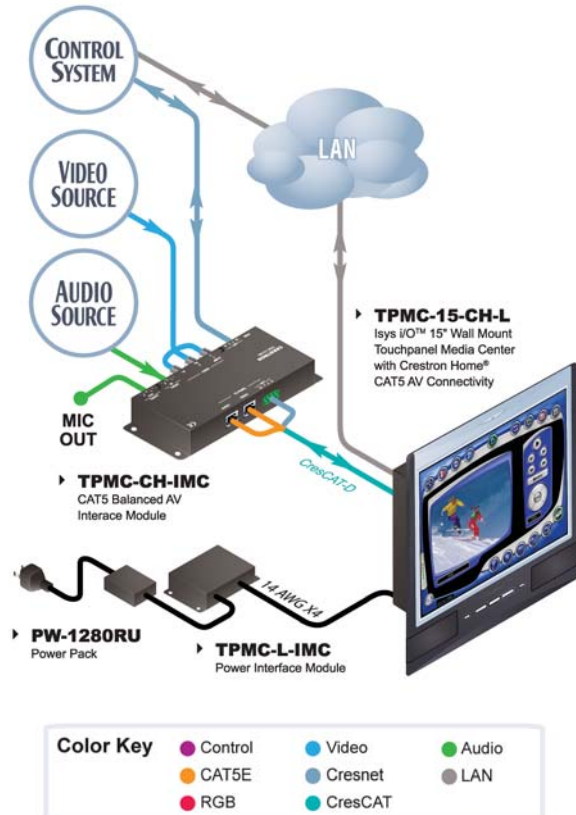 CONTROL
SYSTEM
LAN
VIDEO
SOURCE
AUDIO
SOURCE
TPMC-15-CH-L
Isys i/O™ 15" Wall Mount
Touchpanel Media Center
with Crestron Home®
CAT5 AV Connectivity
MIC
OUT
CresCAT-D
TPMC-CH-IMC
CAT5 Balanced AV
Interace Module
14 AWG X4
PW-1280RU
Power Pack
TPMC-L-IMC
Power Interface Module
Color Key
Control
Video
Audio
CAT5E
Cresnet
LAN
RGB
CresCAT